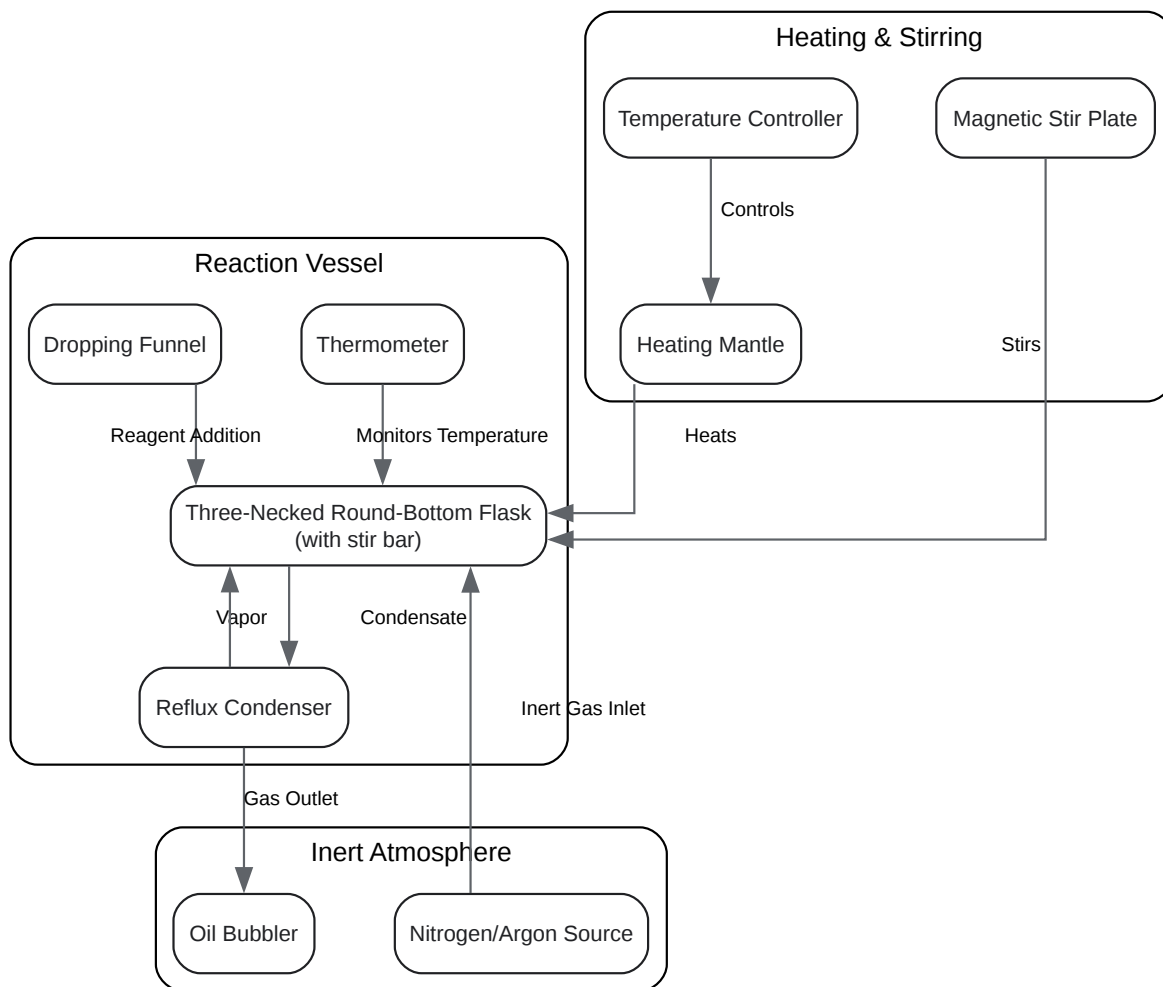 Heating & Stirring
Temperature Controller
Magnetic Stir Plate
Controls
Reaction Vessel
Dropping Funnel
Thermometer
Heating Mantle
Stirs
Reagent Addition
Monitors Temperature
Heats
Three-Necked Round-Bottom Flask
(with stir bar)
Vapor
Condensate
Reflux Condenser
Inert Gas Inlet
Gas Outlet
Inert Atmosphere
Oil Bubbler
Nitrogen/Argon Source